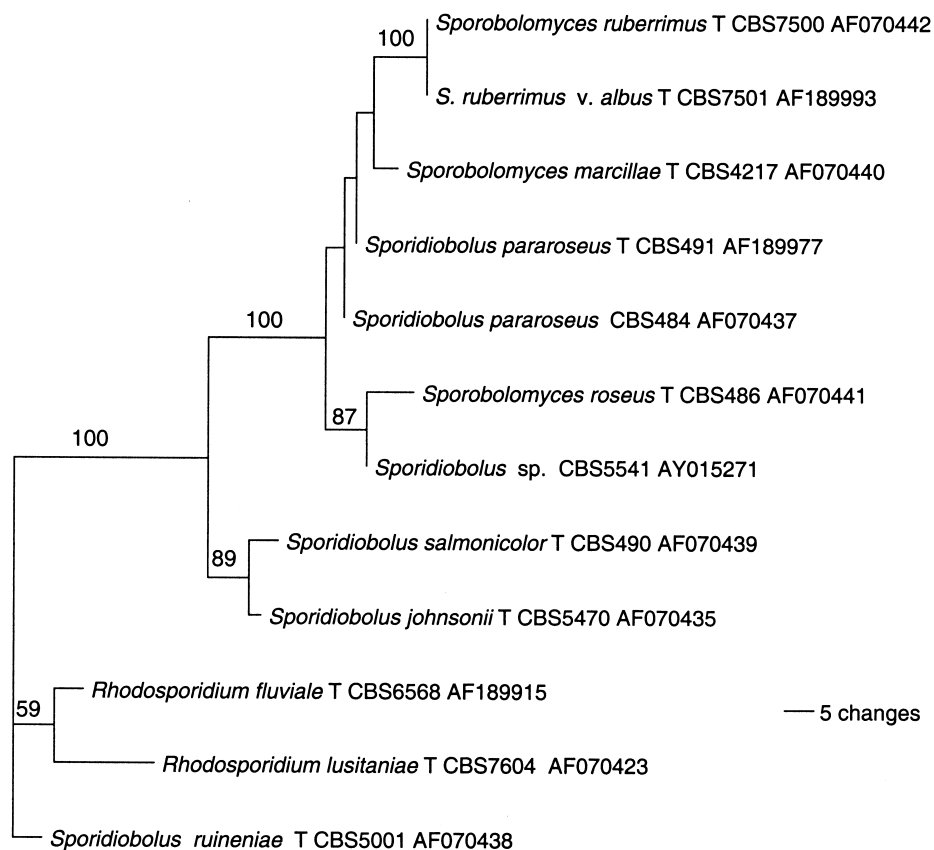 Sporobolomyces ruberrimus T CBS7500 AF070442
100
S. ruberrimus v. albus T CBS7501 AF189993
Sporobolomyces marcillae T CBS4217 AF070440
Sporidiobolus pararoseus T CBS491 AF189977
Sporidiobolus pararoseus CBS484 AF070437
100
Sporobolomyces roseus T CBS486 AF070441
87
100
Sporidiobolus sp. CBS5541 AY015271
Sporidiobolus salmonicolor T CBS490 AF070439
89
Sporidiobolus johnsonii T CBS5470 AF070435
Rhodosporidium fluviale T CBS6568 AF189915
59
5 changes
Rhodosporidium lusitaniae T CBS7604 AF070423
Sporidiobolus ruineniae T CBS5001 AF070438